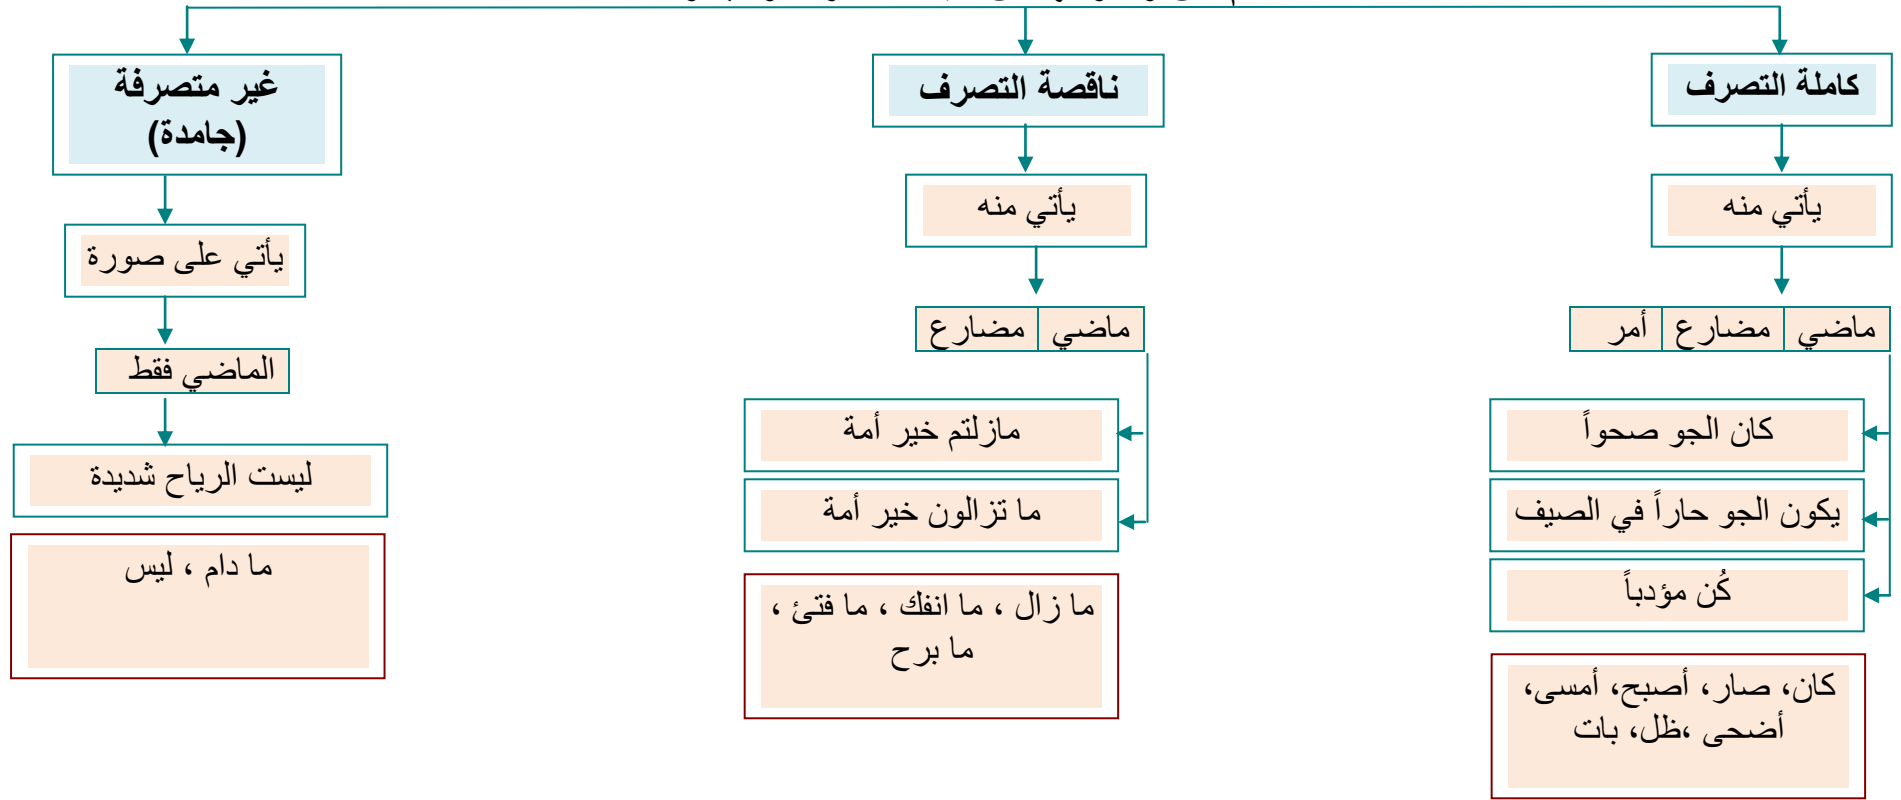 كاملة التصرف
يأتي منه
ماضي مضارع أمر
كان الجو صحواً
يكون الجو حاراً في الصيف
كُن مؤدباً
كان، صار، أصبح، أمسى،
أضحى ،ظل، بات
ناقصة التصرف
يأتي منه
ماضي مضارع
مازلتم خير أمة
ما تزالون خير أمة
ما زال ، ما انفك ، ما فتئ ،
ما برح
غير متصرفة
(جامدة)
يأتي على صورة
الماضي فقط
ليست الرياح شديدة
ما دام ، ليس